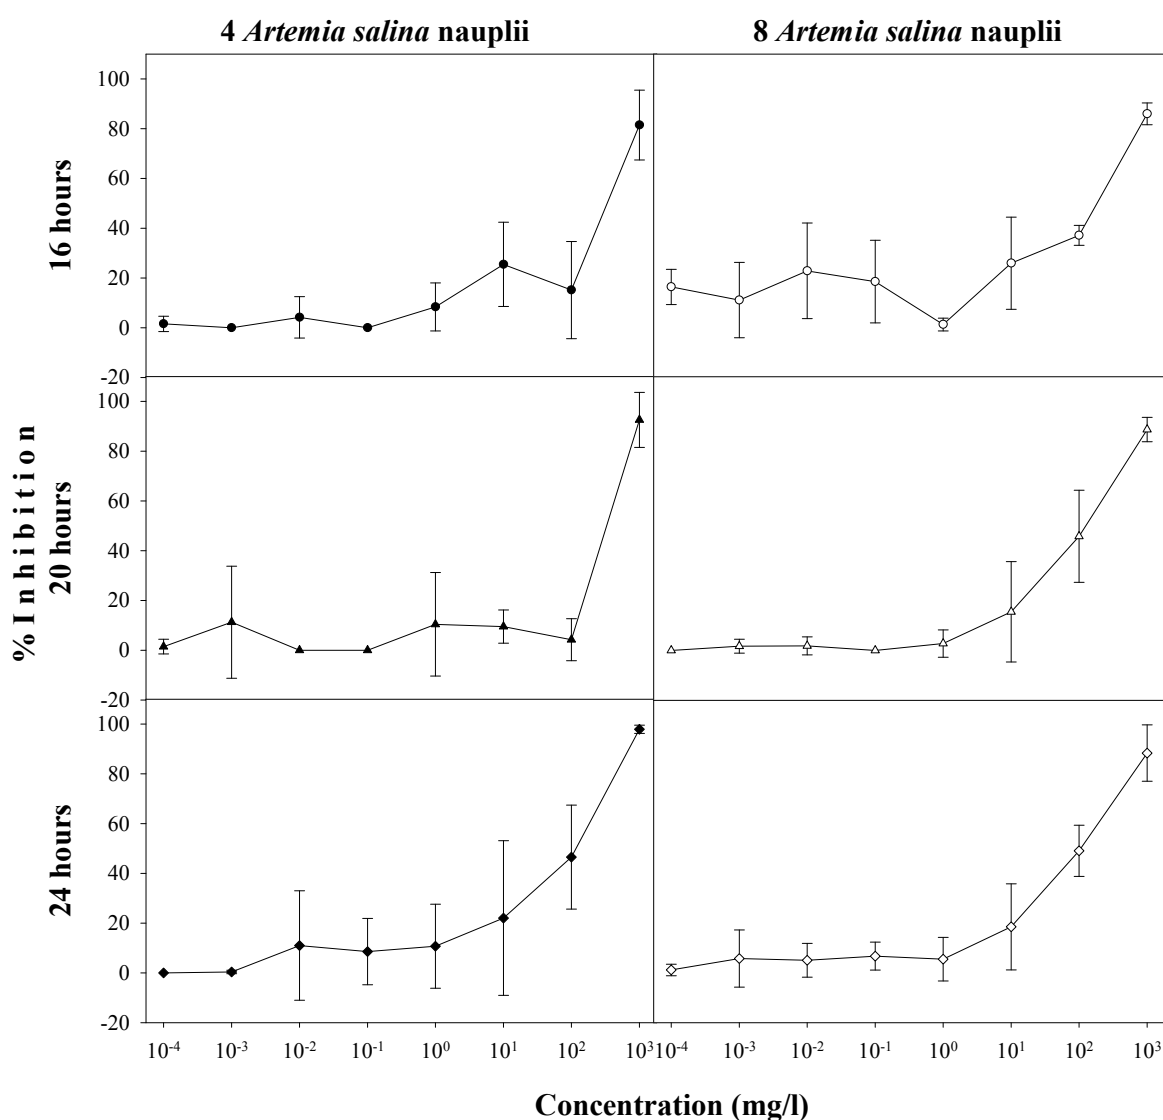 4 Artemia salina nauplii
8 Artemia salina nauplii
% Inhibition
16 hours
100
80
60
40
20
0
-20
20 hours
100
80
60
40
20
0
-20
24 hours
100
80
60
40
20
0
-20
10⁻⁴ 10⁻³ 10⁻² 10⁻¹ 10⁰ 10¹ 10² 10³
10⁻⁴ 10⁻³ 10⁻² 10⁻¹ 10⁰ 10¹ 10² 10³
Concentration (mg/l)